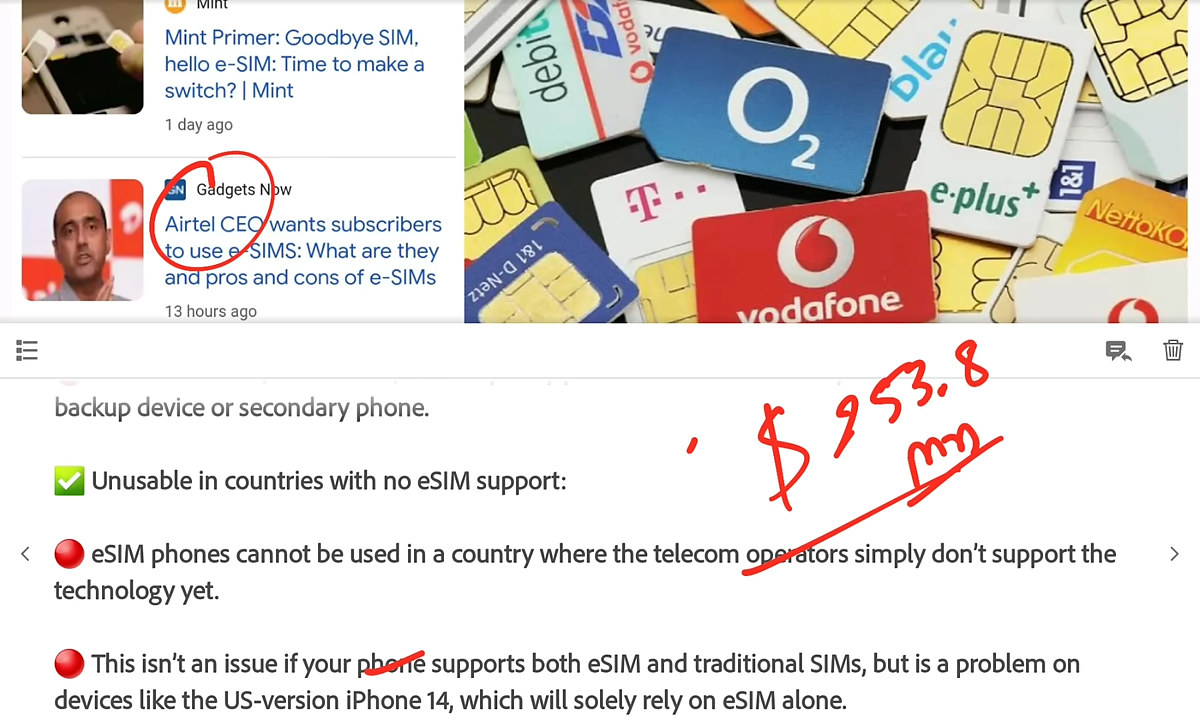 Mint
Mint Primer: Goodbye SIM,
hello e-SIM: Time to make a
switch? | Mint
1 day ago
GN Gadgets Now
Airtel CEO wants subscribers
to use e-SIMS: What are they
and pros and cons of e-SIMs
13 hours ago
debit
vodaf
O2
blau
e·plus+
1&1
NettoKO
T··
1&1 D-Netz
vodafone
backup device or secondary phone.
$ 953.8
mn
✅ Unusable in countries with no eSIM support:
🔴 eSIM phones cannot be used in a country where the telecom operators simply don’t support the
technology yet.
🔴 This isn’t an issue if your phone supports both eSIM and traditional SIMs, but is a problem on
devices like the US-version iPhone 14, which will solely rely on eSIM alone.